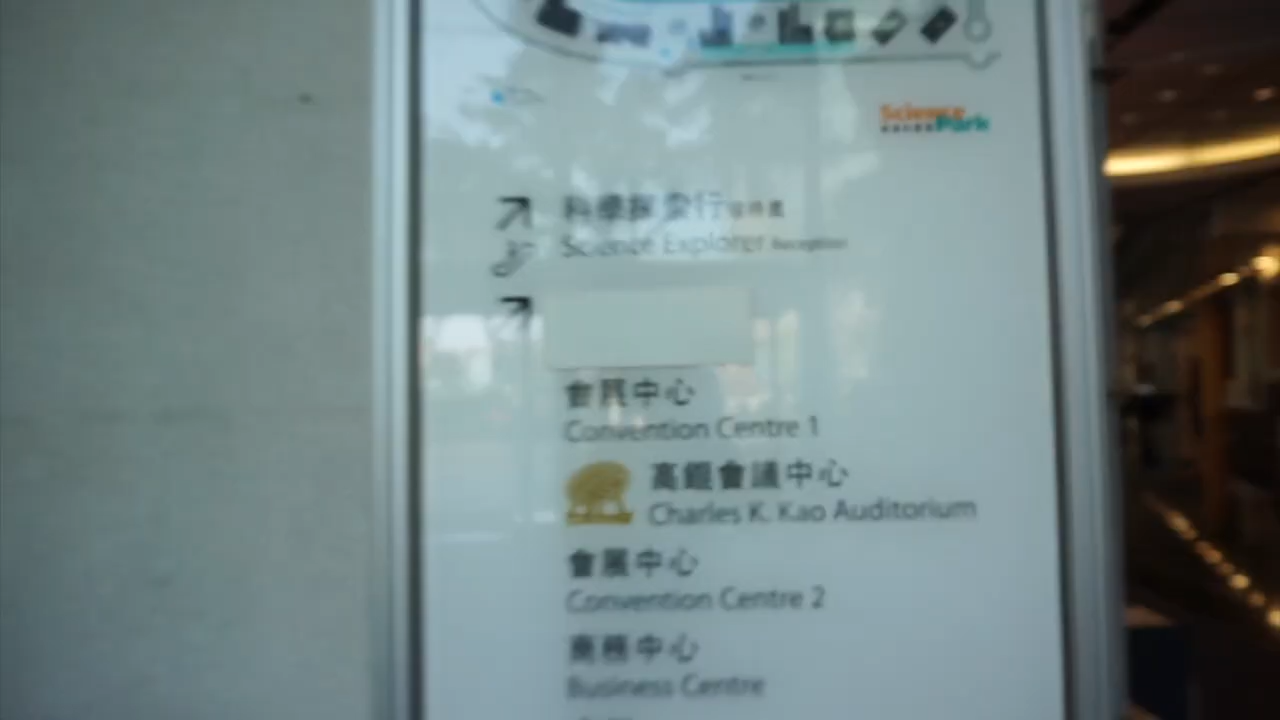 Science
Park
科學探索行
Science Explorer Reception
會展中心
Convention Centre 1
高錕會議中心
Charles K. Kao Auditorium
會展中心
Convention Centre 2
商務中心
Business Centre